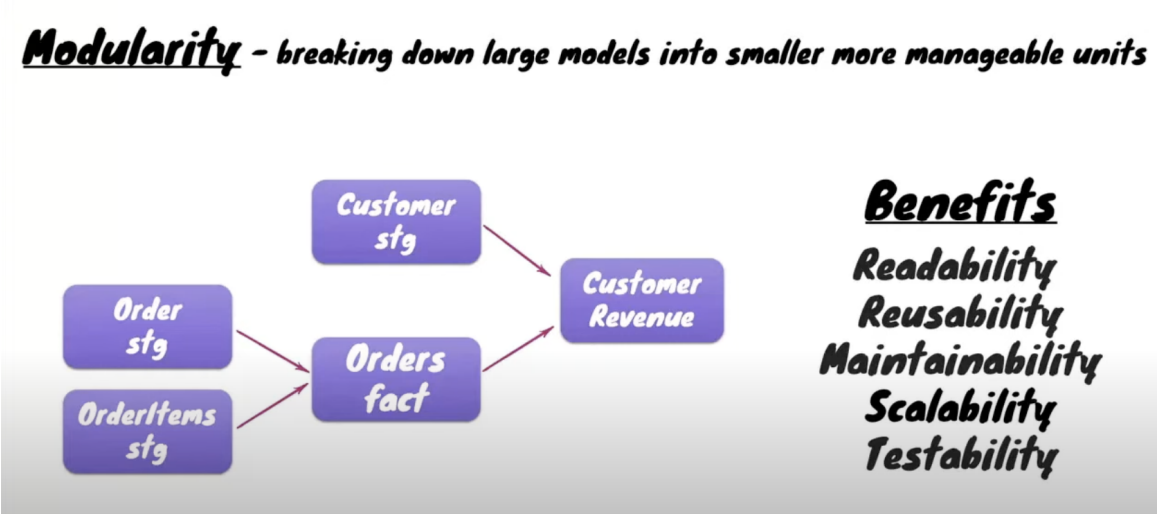 Modularity - breaking down large models into smaller more manageable units
Customer
stg
Order
stg
OrderItems
stg
Orders
fact
Customer
Revenue
Benefits
Readability
Reusability
Maintainability
Scalability
Testability